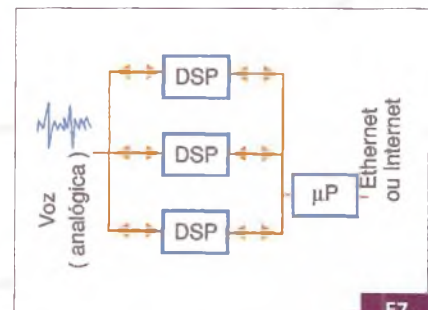 Voz
( analógica )
DSP
DSP
DSP
µP
Ethernet
ou Internet